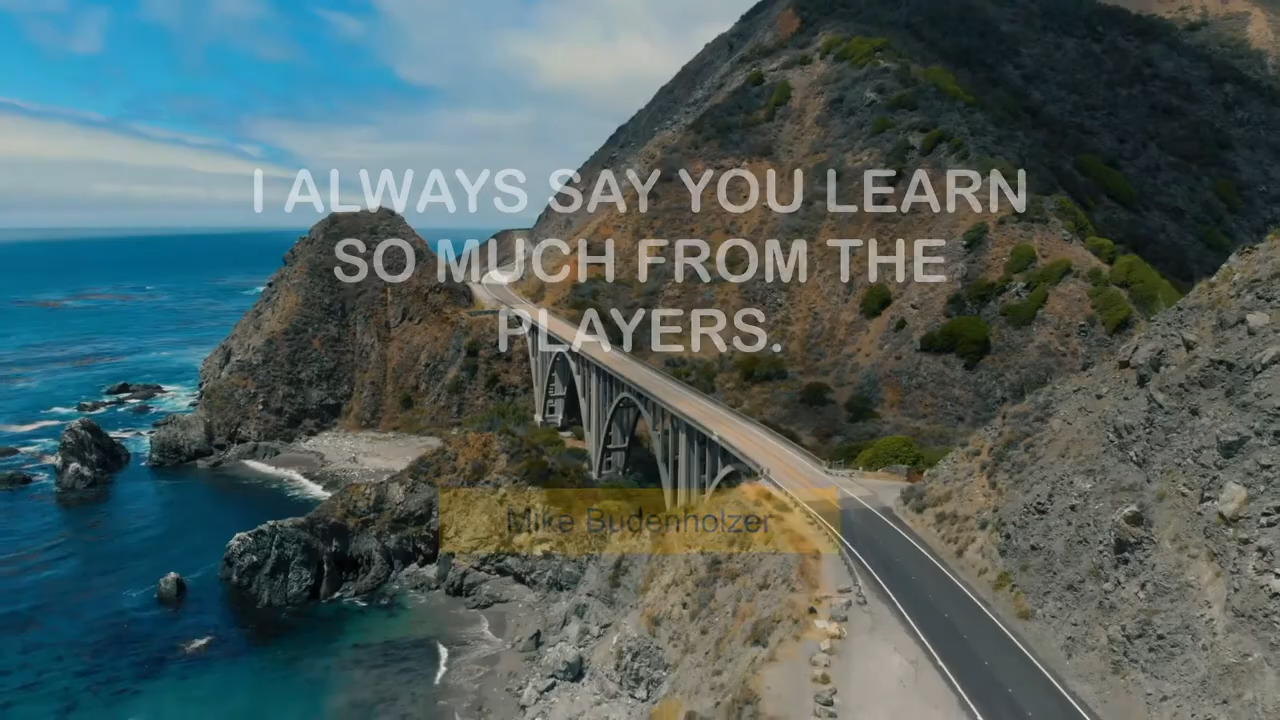 I ALWAYS SAY YOU LEARN
SO MUCH FROM THE
PLAYERS.
Mike Budenholzer